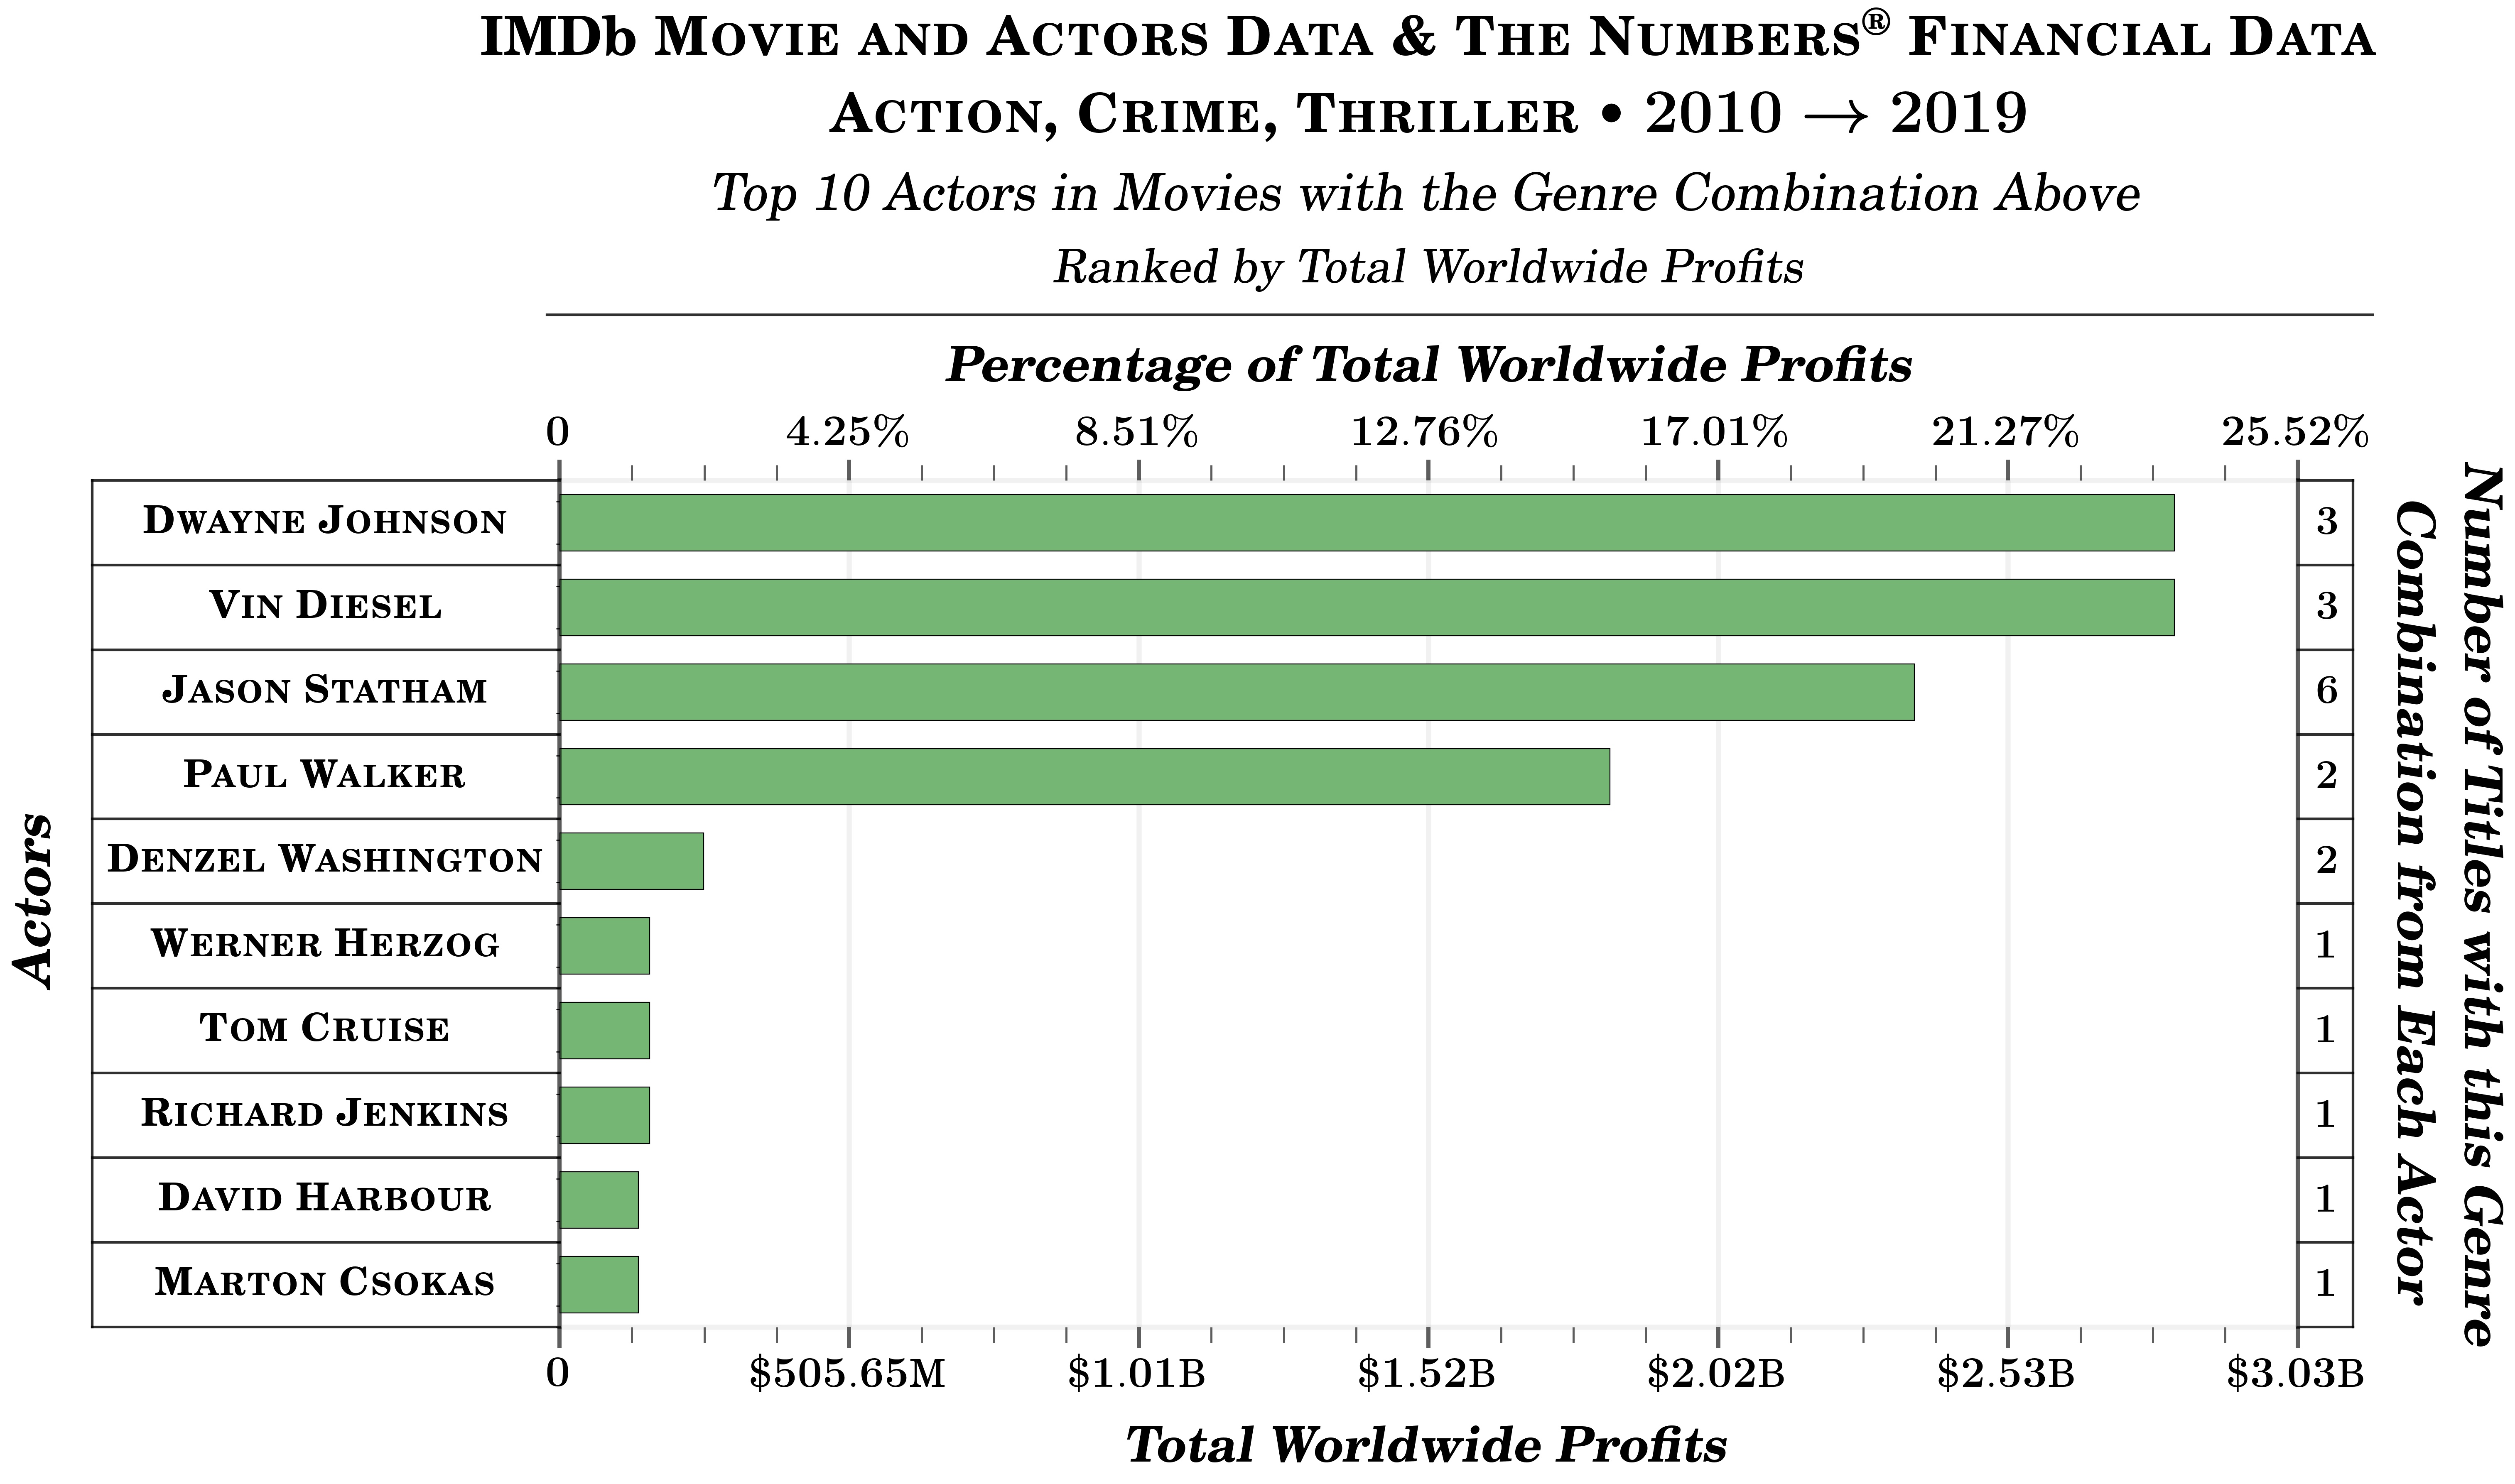 IMDb Movie and Actors Data & The Numbers® Financial Data
Action, Crime, Thriller • 2010 → 2019
Top 10 Actors in Movies with the Genre Combination Above
Ranked by Total Worldwide Profits
Percentage of Total Worldwide Profits
0 4.25% 8.51% 12.76% 17.01% 21.27% 25.52%
Actors
Dwayne Johnson 3
Vin Diesel 3
Jason Statham 6
Paul Walker 2
Denzel Washington 2
Werner Herzog 1
Tom Cruise 1
Richard Jenkins 1
David Harbour 1
Marton Csokas 1
Number of Titles with this Genre
Combination from Each Actor
0 $505.65M $1.01B $1.52B $2.02B $2.53B $3.03B
Total Worldwide Profits